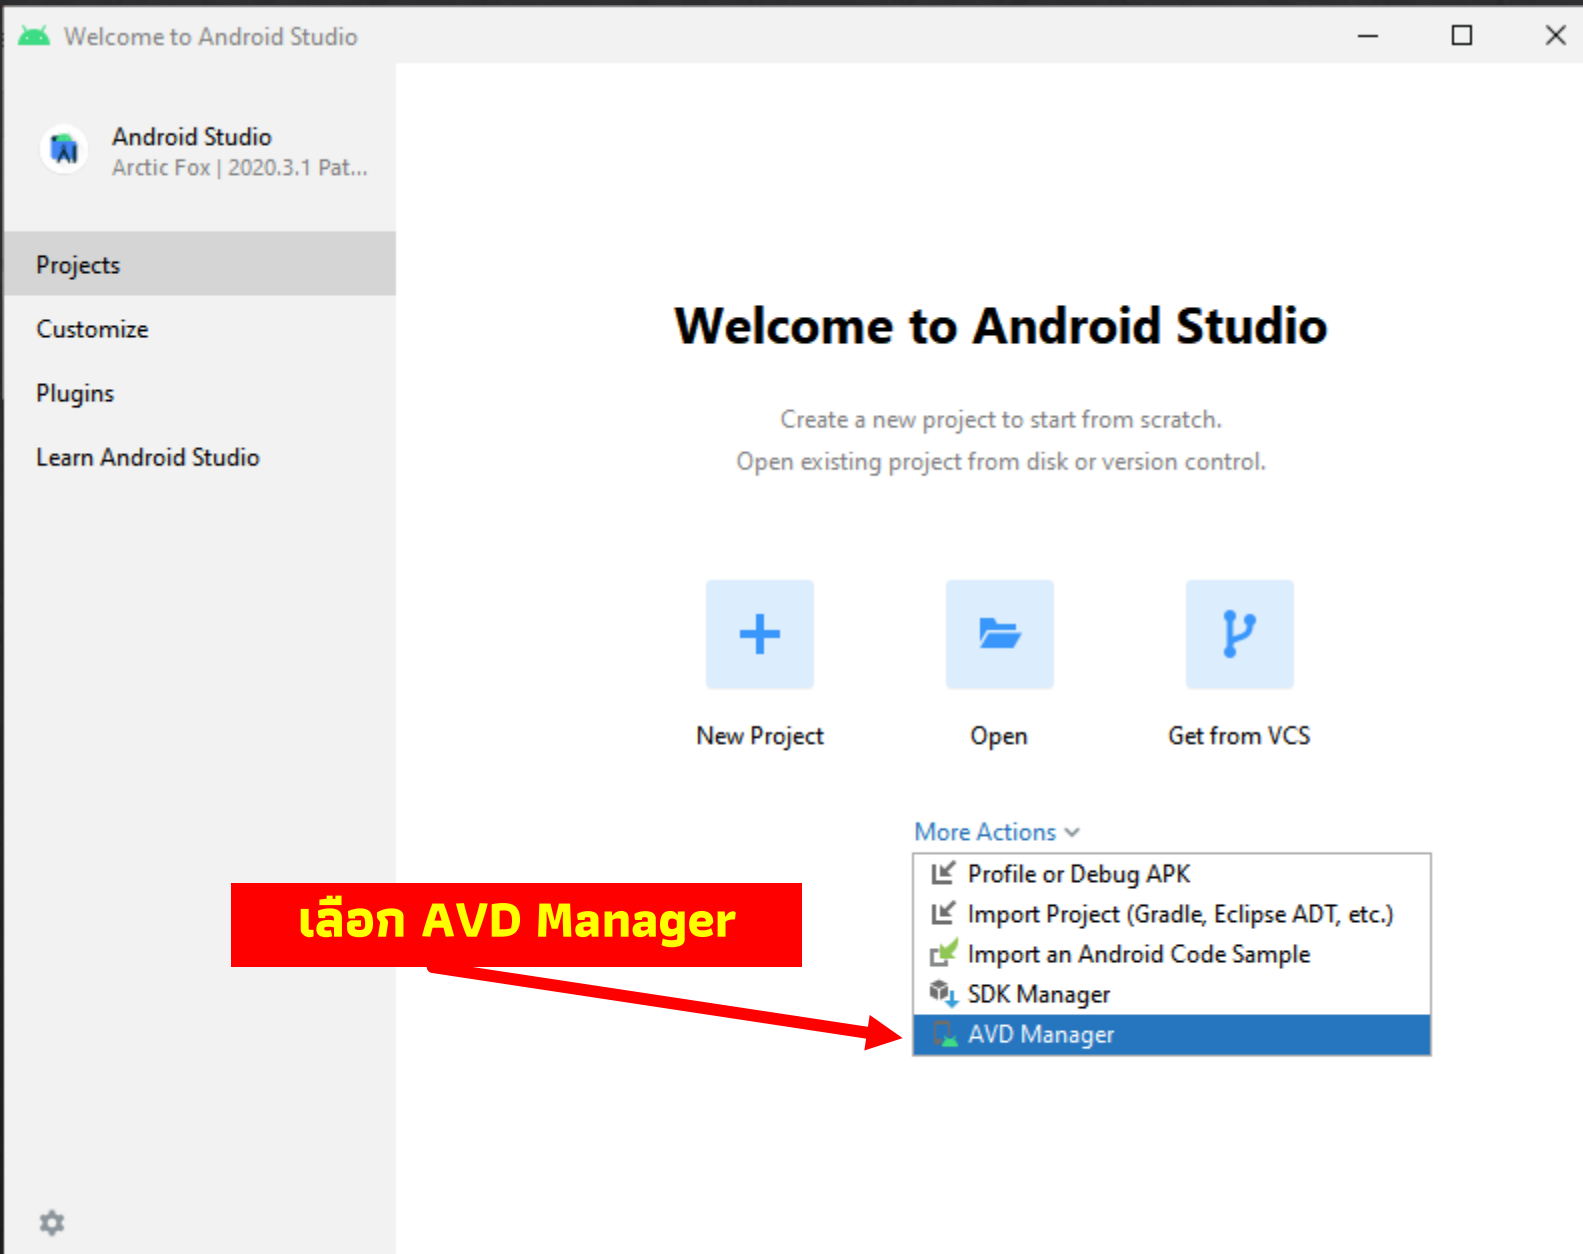 Welcome to Android Studio
Android Studio
Arctic Fox | 2020.3.1 Pat...
Projects
Customize
Plugins
Learn Android Studio
Welcome to Android Studio
Create a new project to start from scratch.
Open existing project from disk or version control.
New Project
Open
Get from VCS
More Actions
Profile or Debug APK
Import Project (Gradle, Eclipse ADT, etc.)
Import an Android Code Sample
SDK Manager
AVD Manager
เลือก AVD Manager